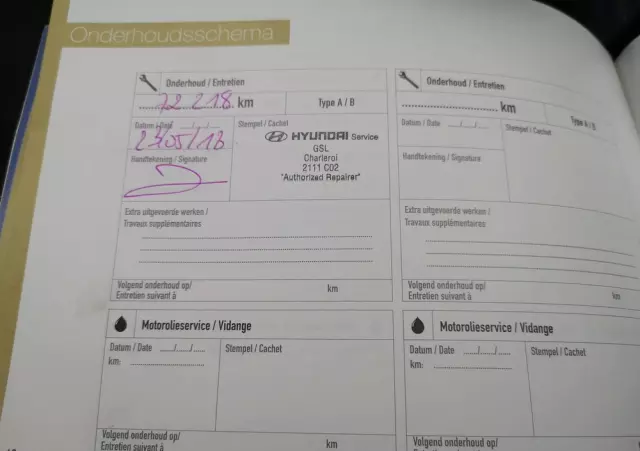 Onderhoudsschema
Onderhoud / Entretien
72 218 km
Type A / B
Datum / Date
23/05/18
Handtekening / Signature
Stempel / Cachet
HYUNDAI Service
GSL
Charleroi
2111 C02
"Authorized Repairer"
Extra uitgevoerde werken /
Travaux supplémentaires
Volgend onderhoud op/
Entretien suivant à
km
Onderhoud / Entretien
km
Type A / B
Datum / Date
Stempel / Cachet
Handtekening / Signature
Extra uitgevoerde werken /
Travaux supplémentaires
Volgend onderhoud op/
Entretien suivant à
km
Motorolieservice / Vidange
Datum / Date
km:
Stempel / Cachet
Volgend onderhoud op/
Entretien suivant à
km
Motorolieservice / Vidange
Datum / Date
km:
Stempel / Cachet
Volgend onderhoud op/
Entretien suivant à
km